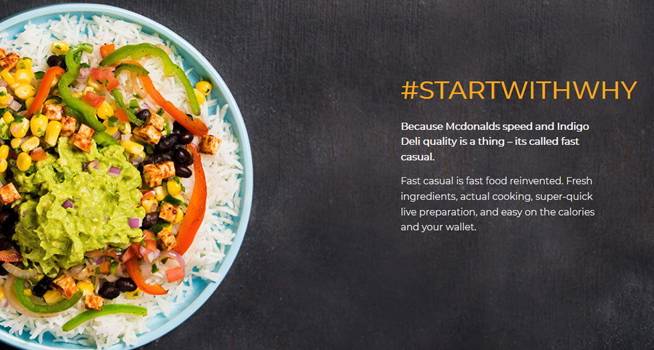 #STARTWITHWHY
Because Mcdonalds speed and Indigo
Deli quality is a thing – its called fast
casual.
Fast casual is fast food reinvented. Fresh
ingredients, actual cooking, super-quick
live preparation, and easy on the calories
and your wallet.